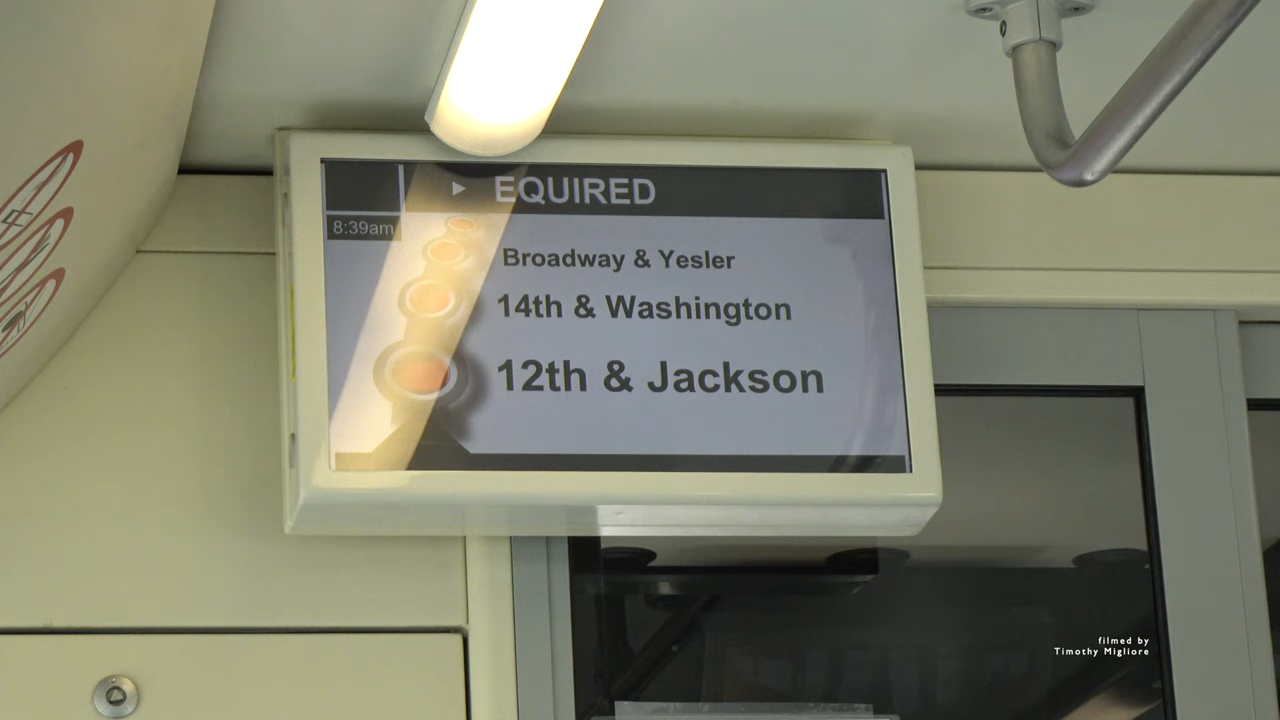 EQUIRED
8:39am
Broadway & Yesler
14th & Washington
12th & Jackson
filmed by
Timothy Migliore